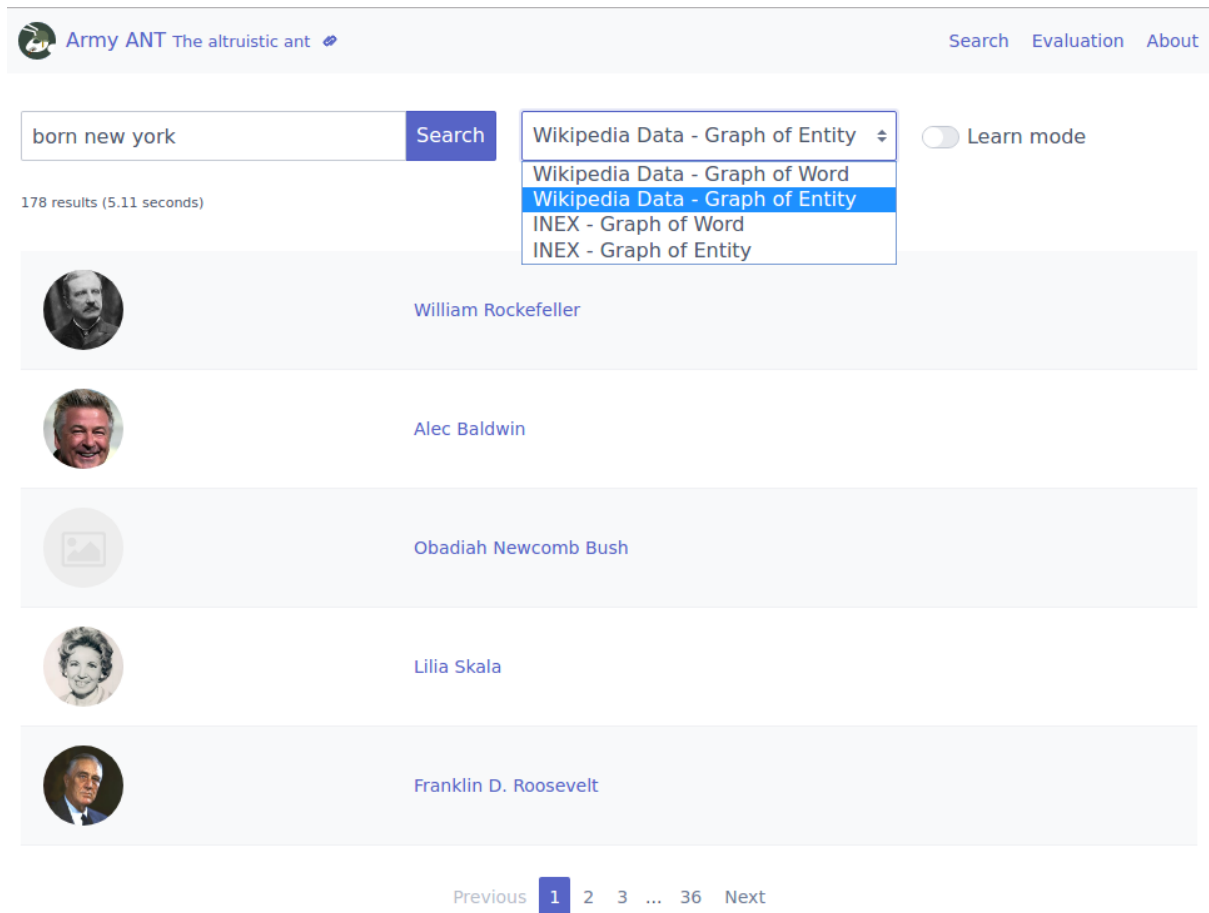 Army ANT The altruistic ant
Search Evaluation About
born new york Search Wikipedia Data - Graph of Entity Learn mode
Wikipedia Data - Graph of Word
Wikipedia Data - Graph of Entity
INEX - Graph of Word
INEX - Graph of Entity
178 results (5.11 seconds)
William Rockefeller
Alec Baldwin
Obadiah Newcomb Bush
Lilia Skala
Franklin D. Roosevelt
Previous 1 2 3 ... 36 Next